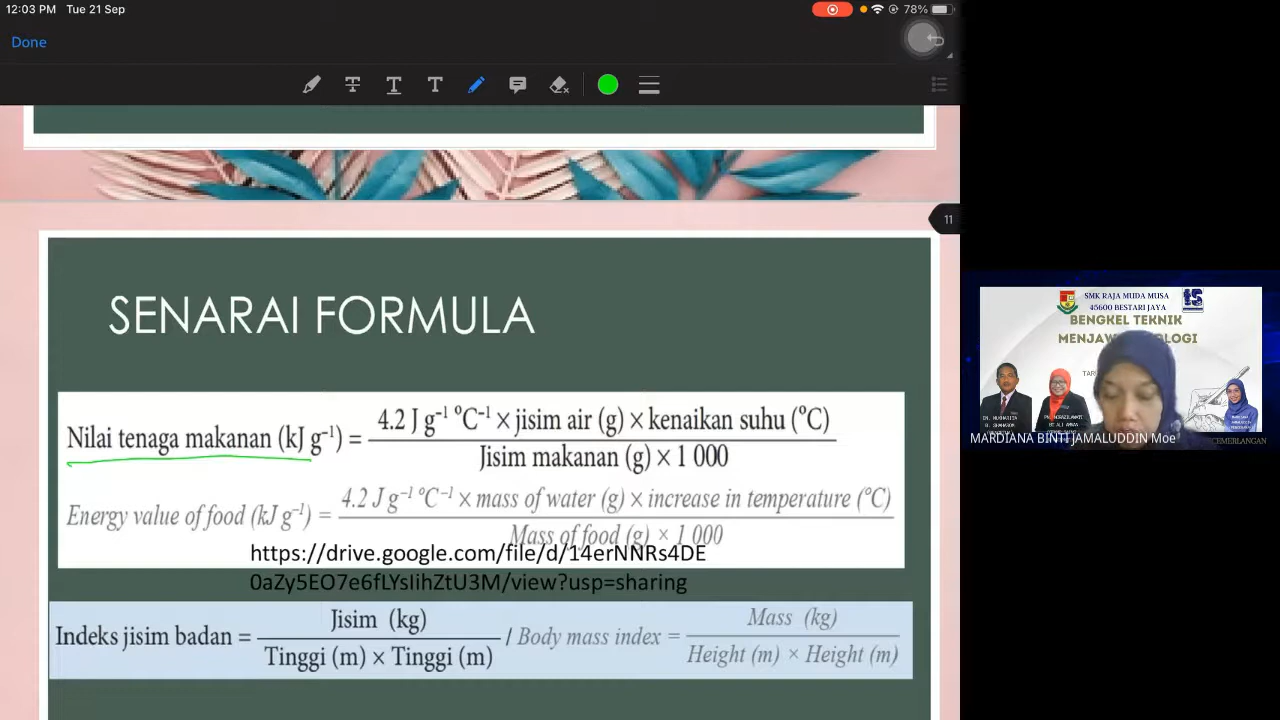 12:03 PM Tue 21 Sep
78%
Done
11
SENARAI FORMULA
Nilai tenaga makanan (kJ g⁻¹) = 4.2 J g⁻¹ °C⁻¹ × jisim air (g) × kenaikan suhu (°C)
Jisim makanan (g) × 1 000
Energy value of food (kJ g⁻¹) = 4.2 J g⁻¹ °C⁻¹ × mass of water (g) × increase in temperature (°C)
Mass of food (g) × 1 000
https://drive.google.com/file/d/14erNNRs4DE
0aZy5EO7e6fLYsIihZtU3M/view?usp=sharing
Indeks jisim badan = Jisim (kg)
Tinggi (m) × Tinggi (m)
/ Body mass index = Mass (kg)
Height (m) × Height (m)
SMK RAJA MUDA MUSA
45600 BESTARI JAYA
ts
BENGKEL TEKNIK
MARDIANA BINTI JAMALUDDIN Moe
CEMERLANGAN